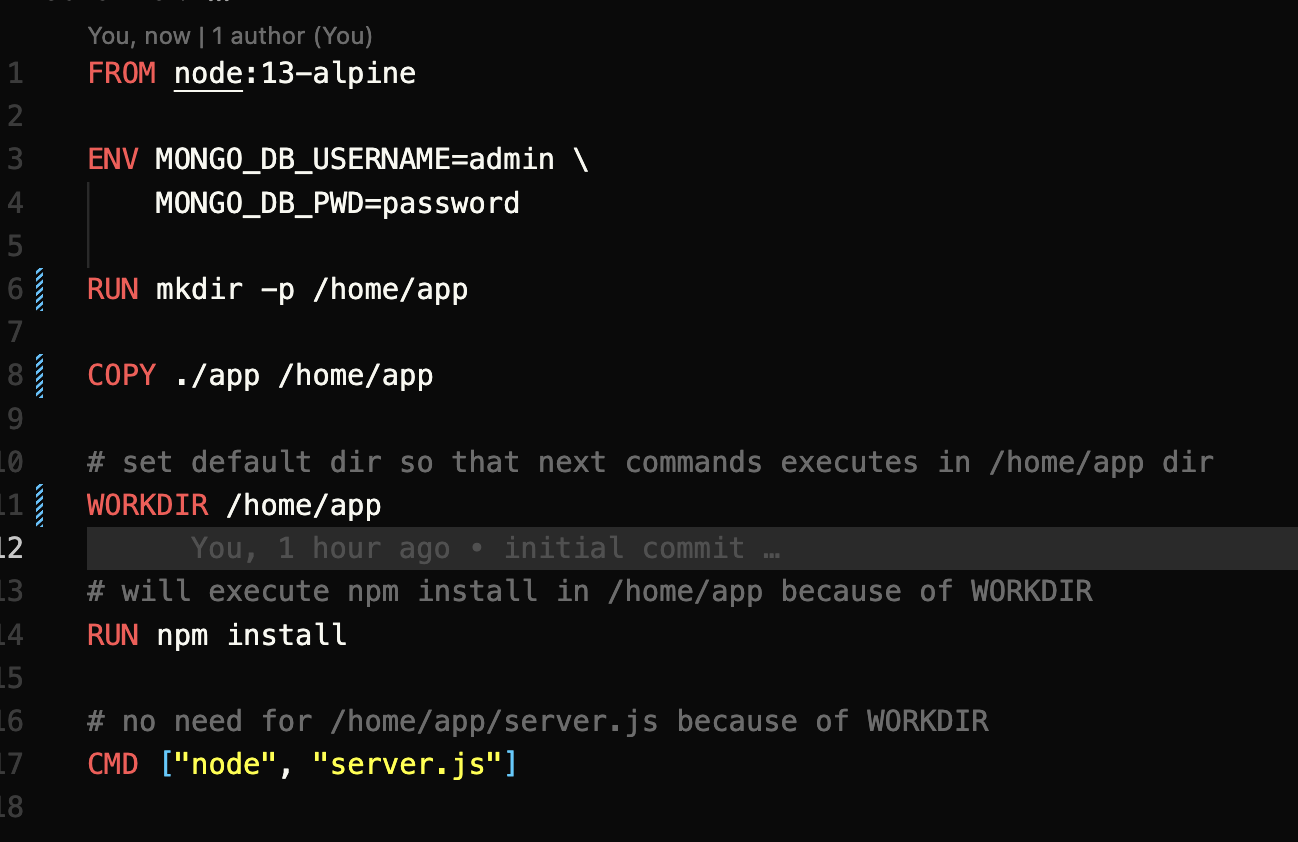 You, now | 1 author (You)
1 FROM node:13-alpine
2
3 ENV MONGO_DB_USERNAME=admin \
4 MONGO_DB_PWD=password
5
6 RUN mkdir -p /home/app
7
8 COPY ./app /home/app
9
10 # set default dir so that next commands executes in /home/app dir
11 WORKDIR /home/app
12 You, 1 hour ago • initial commit …
13 # will execute npm install in /home/app because of WORKDIR
14 RUN npm install
15
16 # no need for /home/app/server.js because of WORKDIR
17 CMD ["node", "server.js"]
18